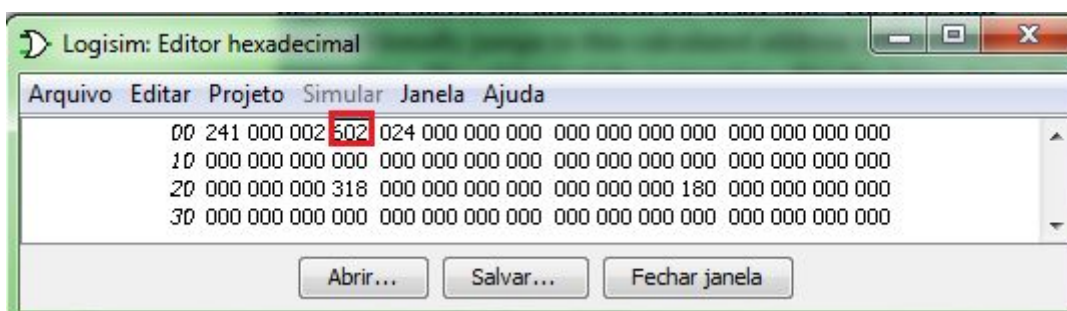 Logisim: Editor hexadecimal
Arquivo Editar Projeto Simular Janela Ajuda
00 241 000 002 602 024 000 000 000 000 000 000 000 000 000 000 000
10 000 000 000 000 000 000 000 000 000 000 000 000 000 000 000 000
20 000 000 000 318 000 000 000 000 000 000 000 180 000 000 000 000
30 000 000 000 000 000 000 000 000 000 000 000 000 000 000 000 000
Abrir... Salvar... Fechar janela